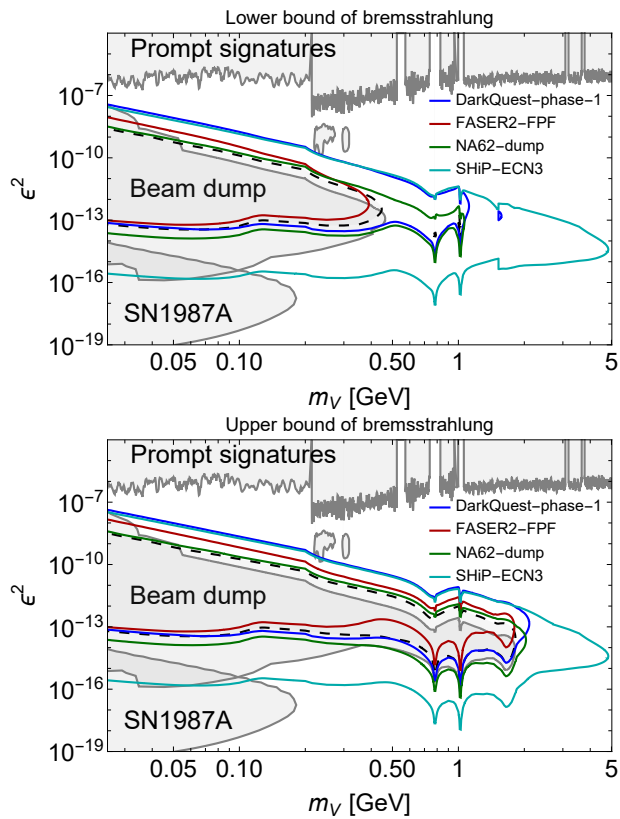 Lower bound of bremsstrahlung
Prompt signatures
10⁻⁷
DarkQuest-phase-1
FASER2-FPF
NA62-dump
SHiP-ECN3
10⁻¹⁰
ϵ²
Beam dump
10⁻¹³
10⁻¹⁶
SN1987A
10⁻¹⁹
0.05 0.10 0.50 1 5
m_V [GeV]
Upper bound of bremsstrahlung
Prompt signatures
10⁻⁷
DarkQuest-phase-1
FASER2-FPF
NA62-dump
SHiP-ECN3
10⁻¹⁰
ϵ²
Beam dump
10⁻¹³
10⁻¹⁶
SN1987A
10⁻¹⁹
0.05 0.10 0.50 1 5
m_V [GeV]